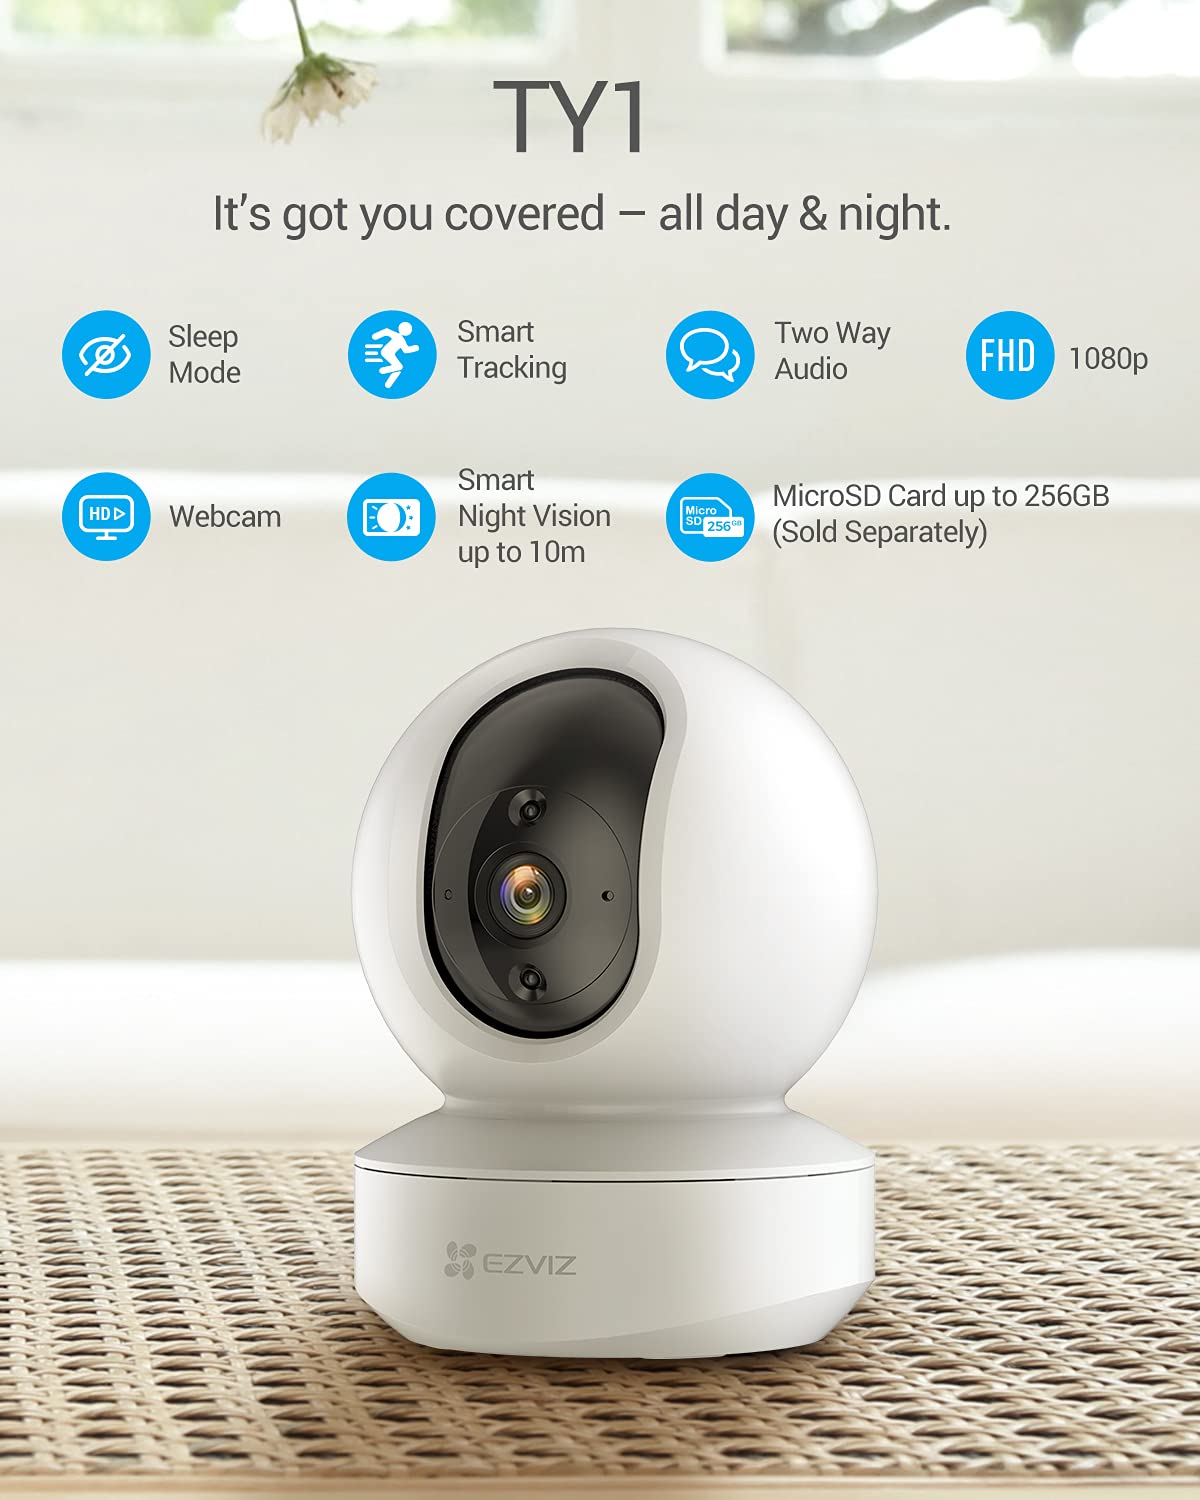 TY1
It's got you covered – all day & night.
Sleep
Mode
Smart
Tracking
Two Way
Audio
FHD
1080p
HD
Webcam
Smart
Night Vision
up to 10m
Micro
SD
256GB
MicroSD Card up to 256GB
(Sold Separately)
EZVIZ